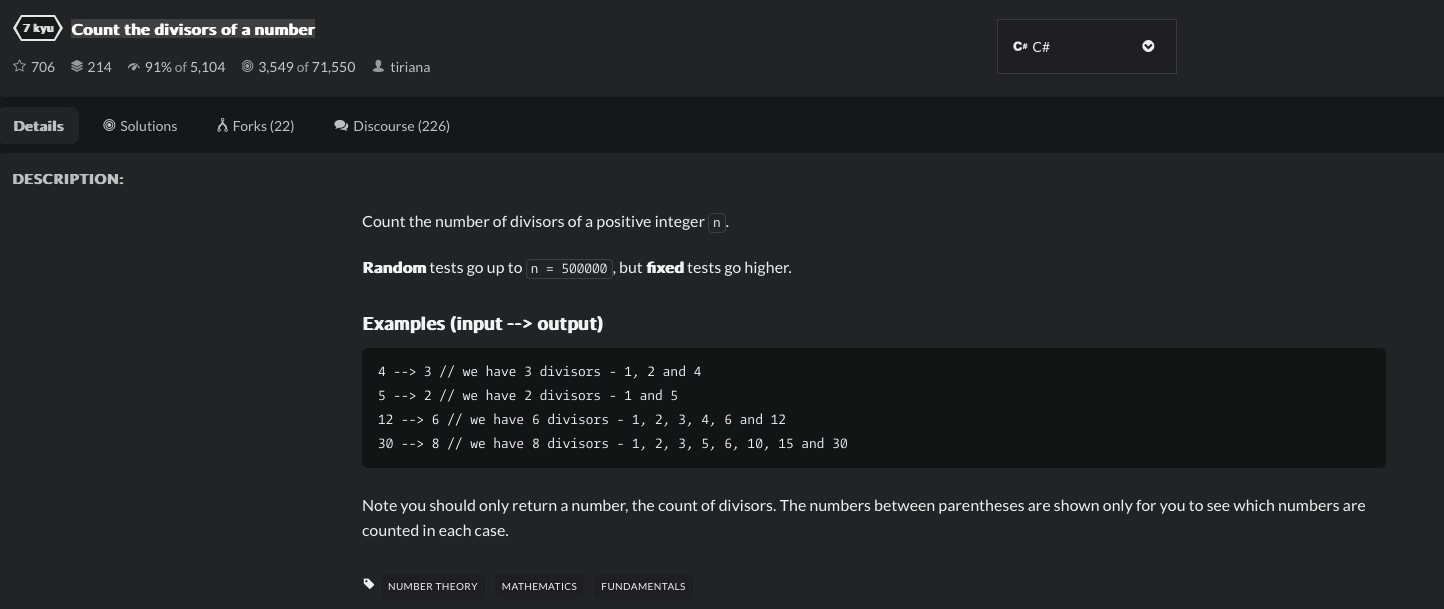 7 kyu Count the divisors of a number
C# C#
706 214 91% of 5,104 3,549 of 71,550 tiriana
Details Solutions Forks (22) Discourse (226)
DESCRIPTION:
Count the number of divisors of a positive integer n.
Random tests go up to n = 500000, but fixed tests go higher.
Examples (input --> output)
4 --> 3 // we have 3 divisors - 1, 2 and 4
5 --> 2 // we have 2 divisors - 1 and 5
12 --> 6 // we have 6 divisors - 1, 2, 3, 4, 6 and 12
30 --> 8 // we have 8 divisors - 1, 2, 3, 5, 6, 10, 15 and 30
Note you should only return a number, the count of divisors. The numbers between parentheses are shown only for you to see which numbers are
counted in each case.
NUMBER THEORY MATHEMATICS FUNDAMENTALS